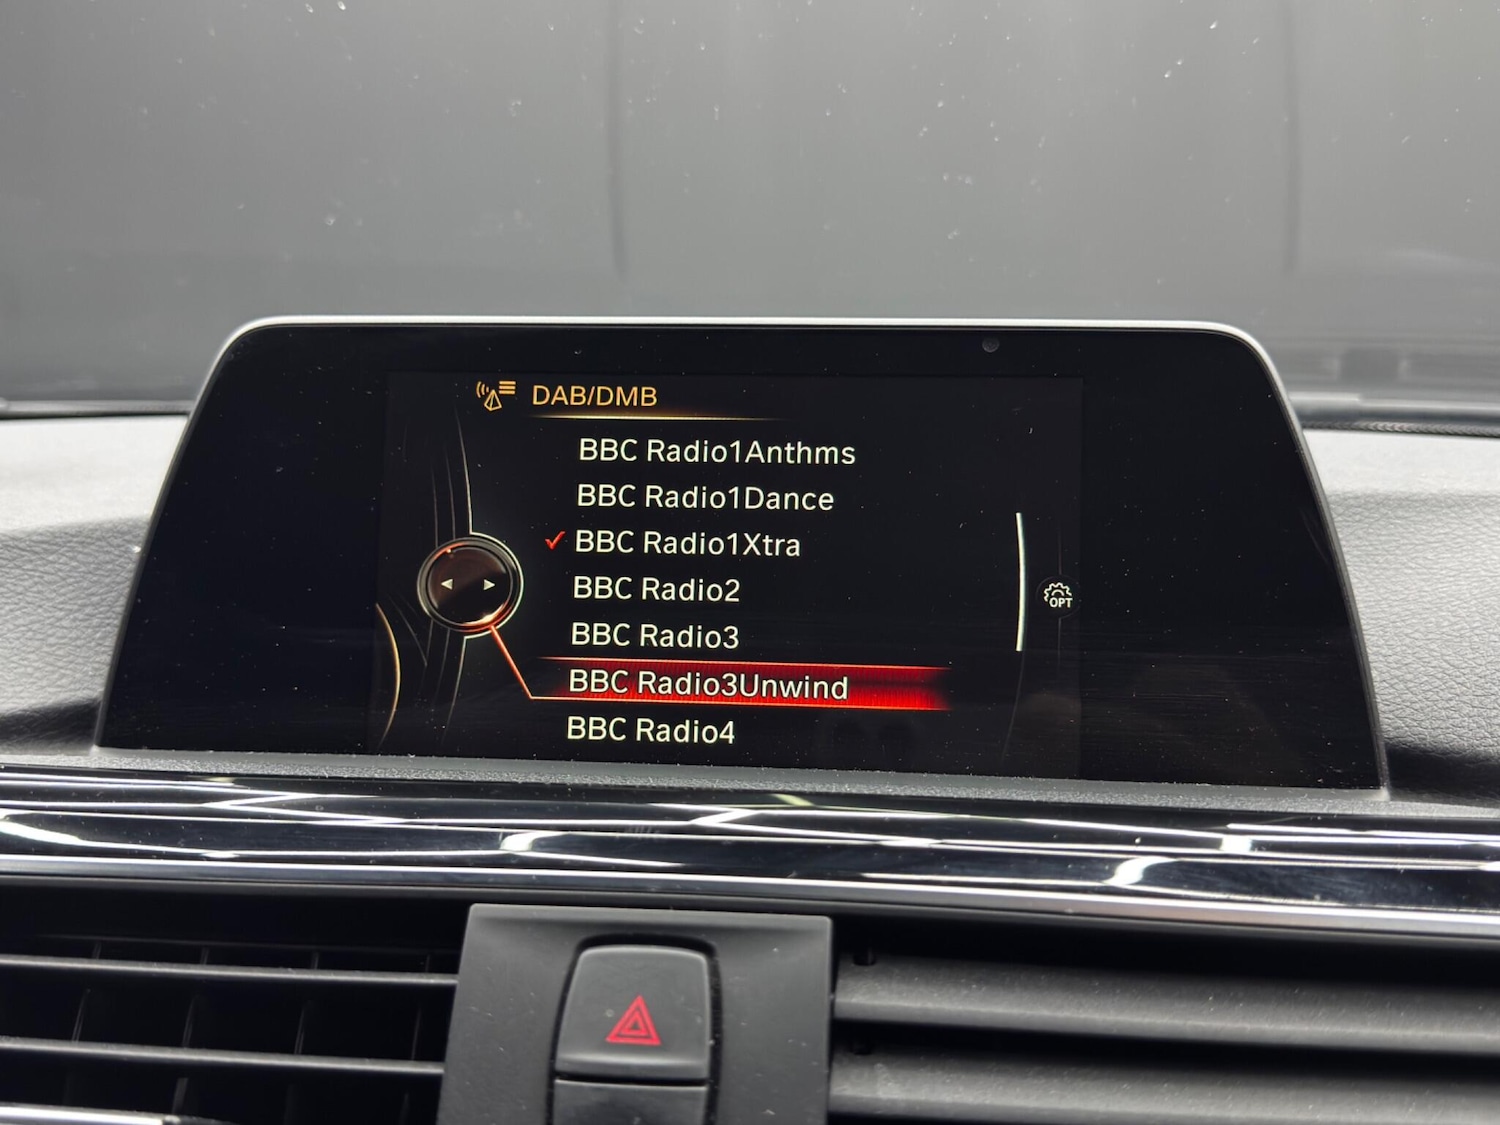 DAB/DMB
BBC Radio1Anthms
BBC Radio1Dance
BBC Radio1Xtra
BBC Radio2
BBC Radio3
OPT
BBC Radio3Unwind
BBC Radio4